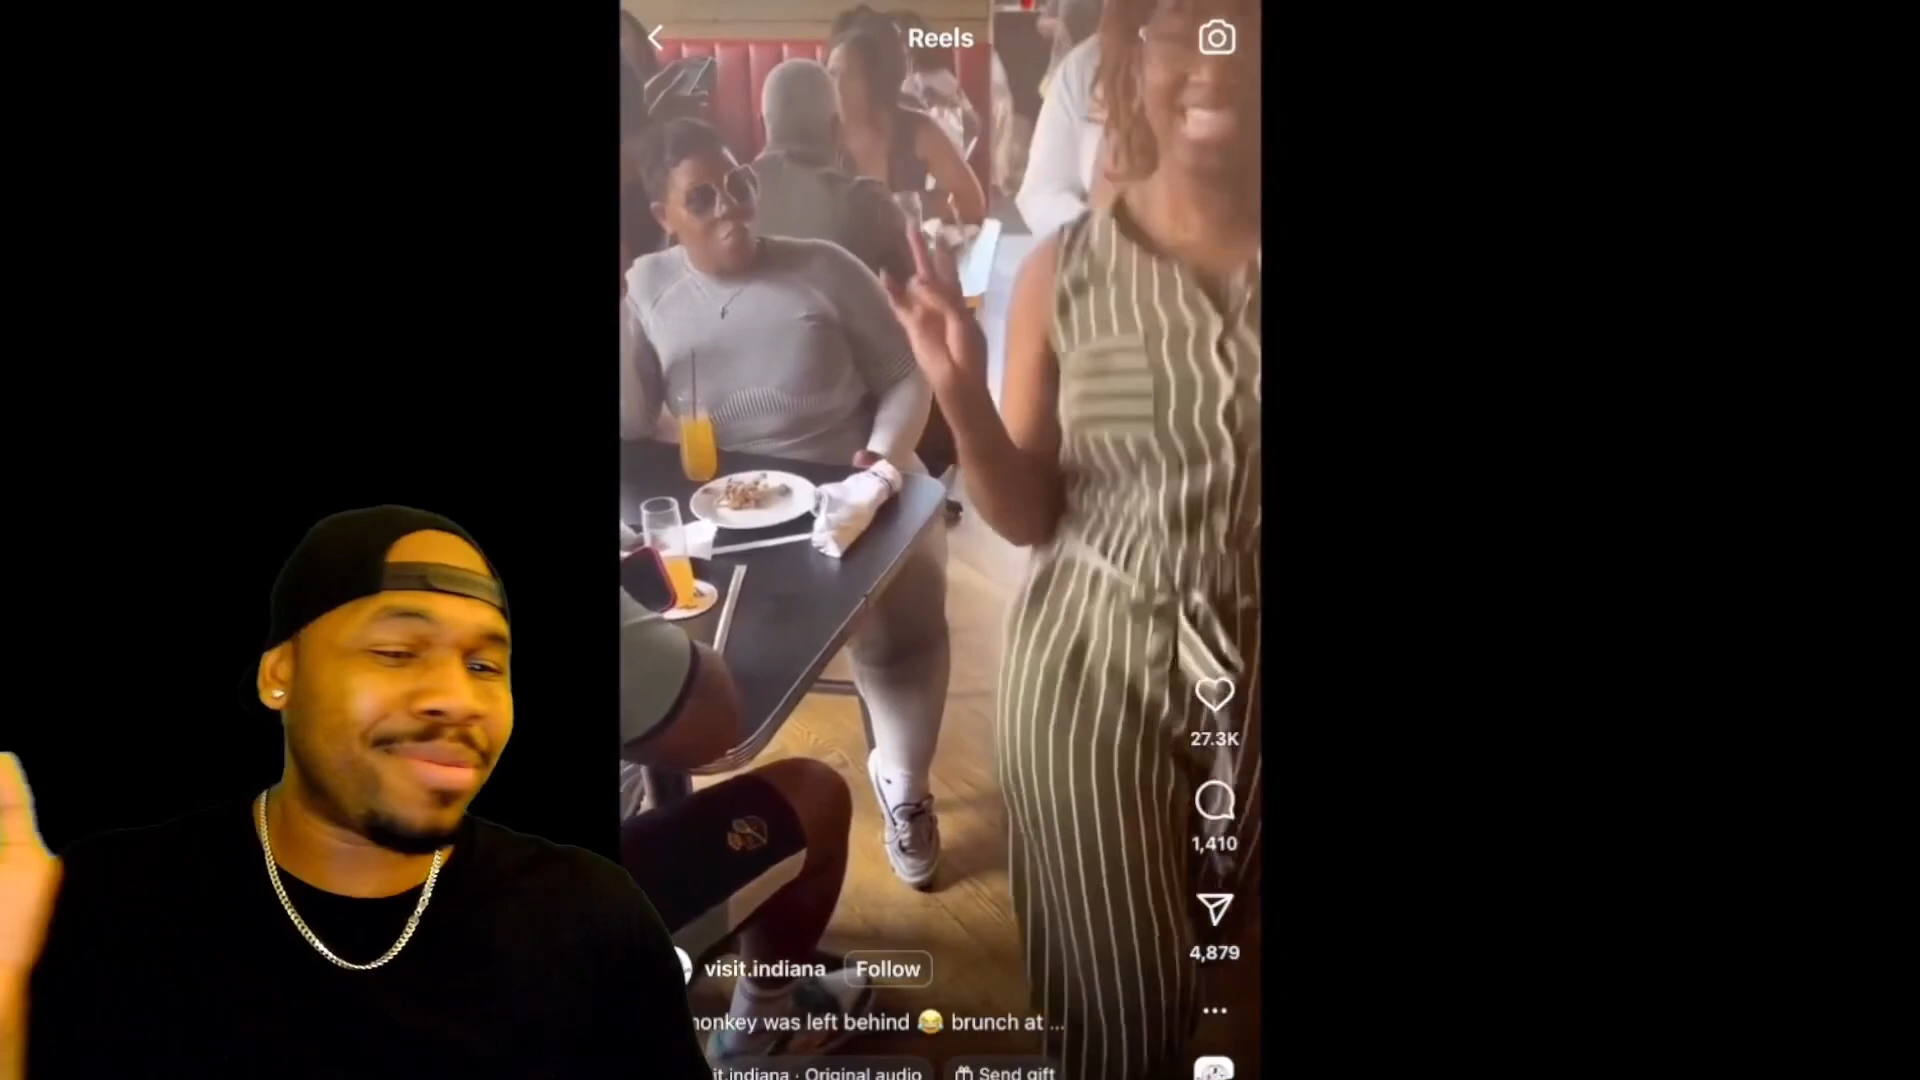 Reels
27.3K
1,410
4,879
visit.indiana Follow
onkey was left behind 😂 brunch at ...
it.indiana · Original audio Send gift